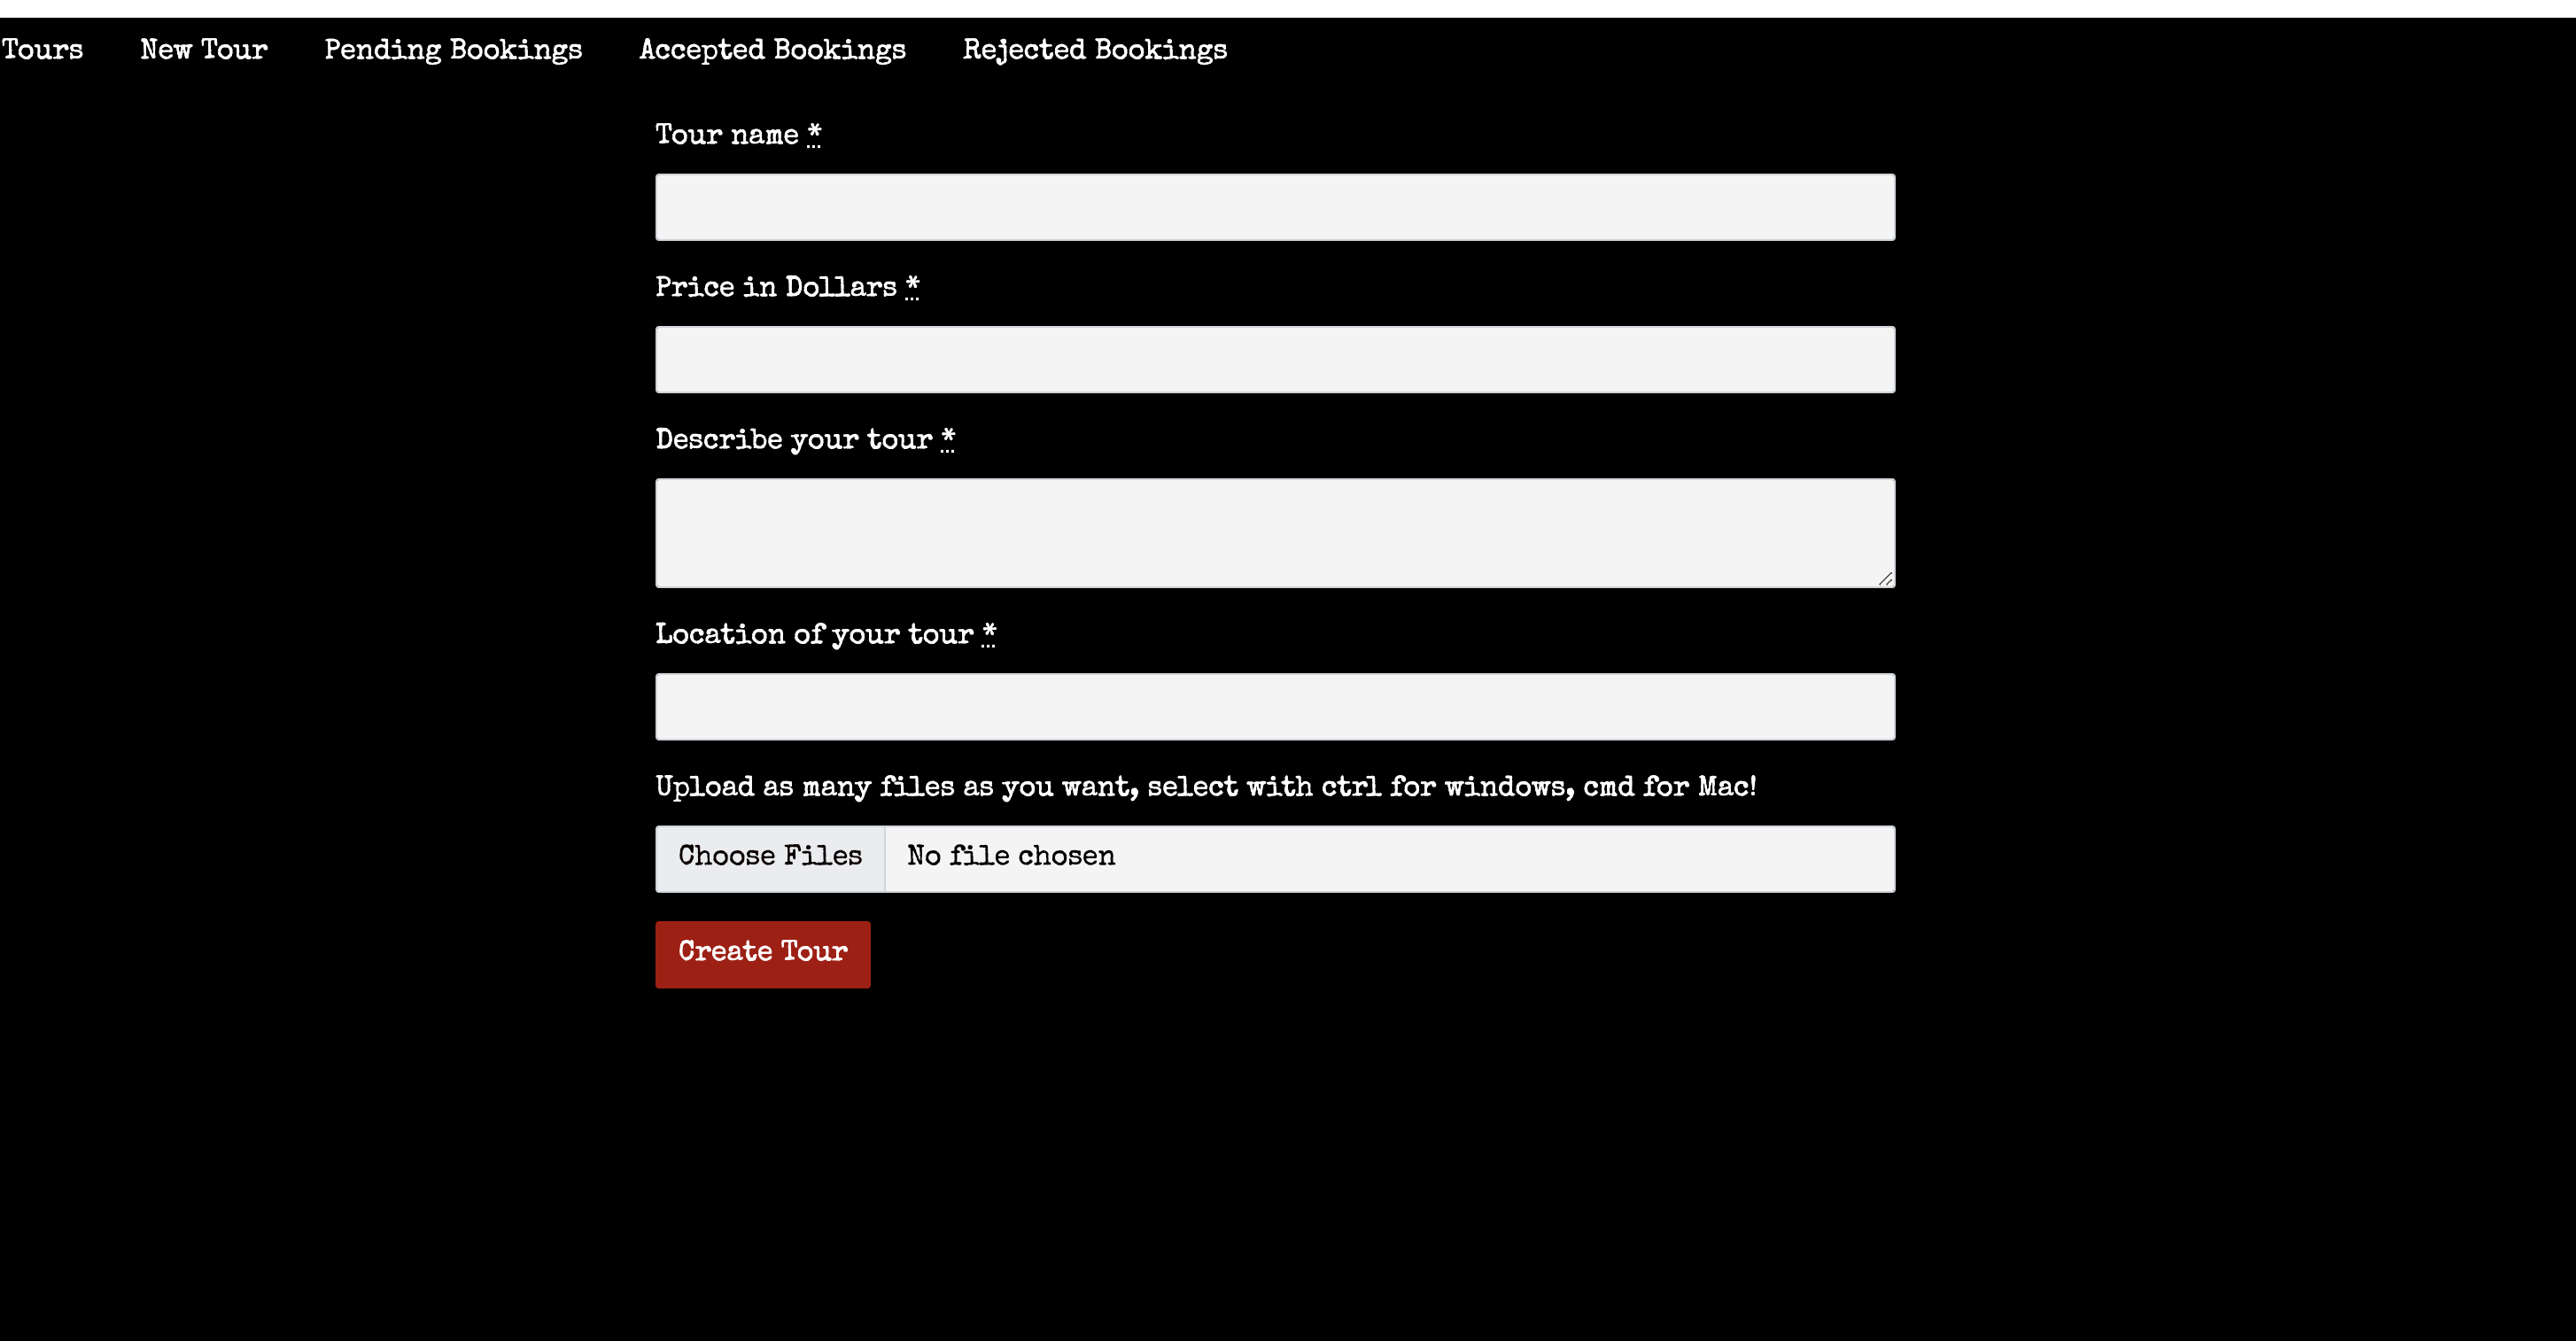 Tours New Tour Pending Bookings Accepted Bookings Rejected Bookings
Tour name *
Price in Dollars *
Describe your tour *
Location of your tour *
Upload as many files as you want, select with ctrl for windows, cmd for Mac!
Choose Files No file chosen
Create Tour